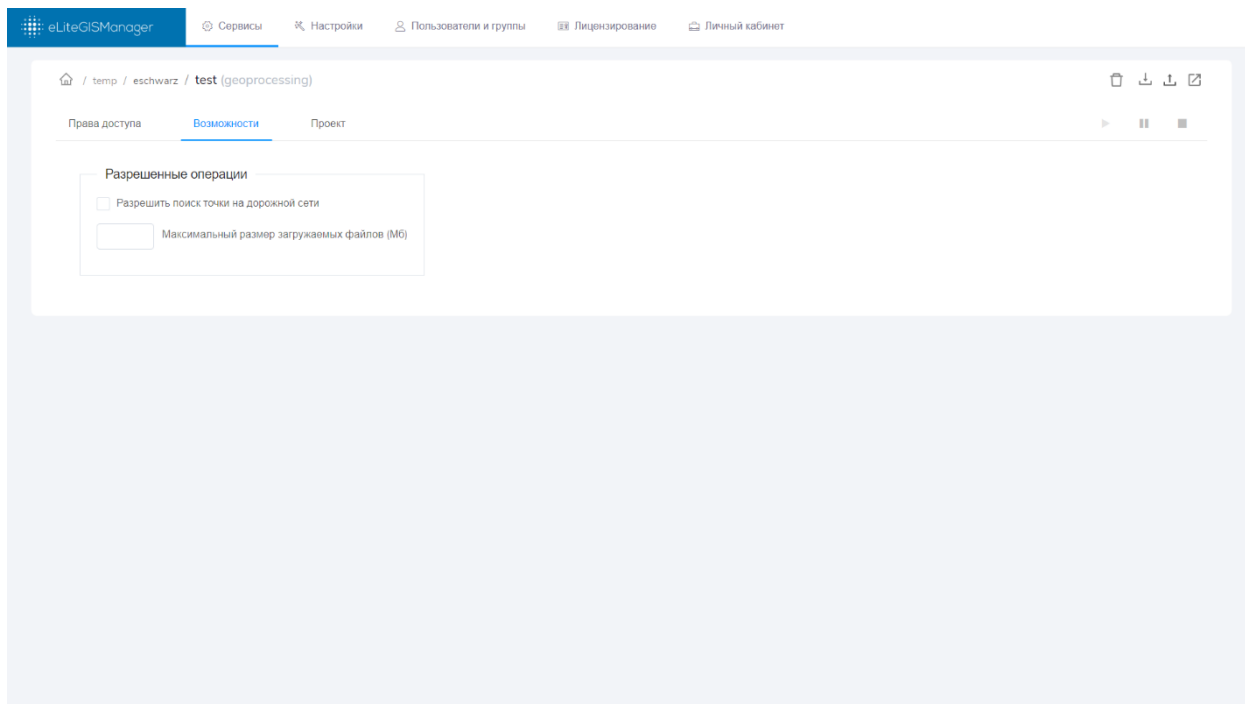 eLiteGISManager Сервисы Настройки Пользователи и группы Лицензирование Личный кабинет
/ temp / eschwarz / test (geoprocessing)
Права доступа Возможности Проект
Разрешенные операции
Разрешить поиск точки на дорожной сети
Максимальный размер загружаемых файлов (Мб)